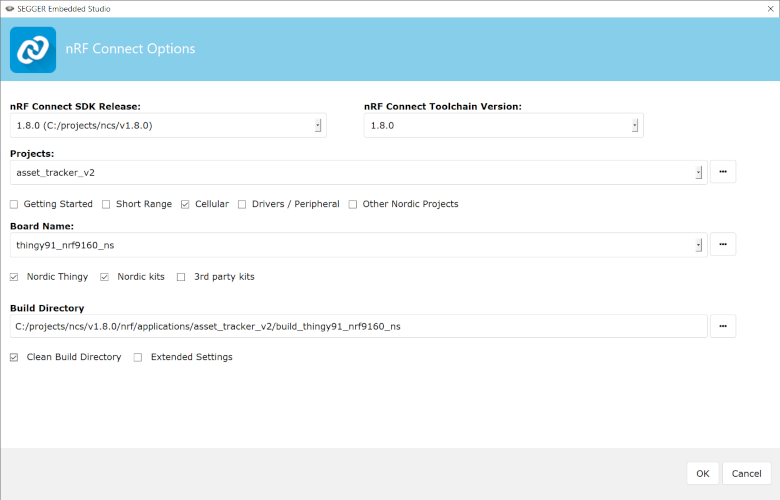 SEGGER Embedded Studio
nRF Connect Options
nRF Connect SDK Release: nRF Connect Toolchain Version:
1.8.0 (C:/projects/ncs/v1.8.0) 1.8.0
Projects:
asset_tracker_v2 ...
Getting Started Short Range Cellular Drivers / Peripheral Other Nordic Projects
Board Name:
thingy91_nrf9160_ns ...
Nordic Thingy Nordic kits 3rd party kits
Build Directory
C:/projects/ncs/v1.8.0/nrf/applications/asset_tracker_v2/build_thingy91_nrf9160_ns ...
Clean Build Directory Extended Settings
OK Cancel